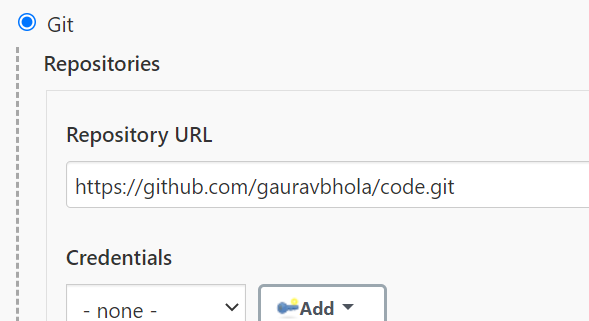 Git
Repositories
Repository URL
https://github.com/gauravbhola/code.git
Credentials
- none -
Add